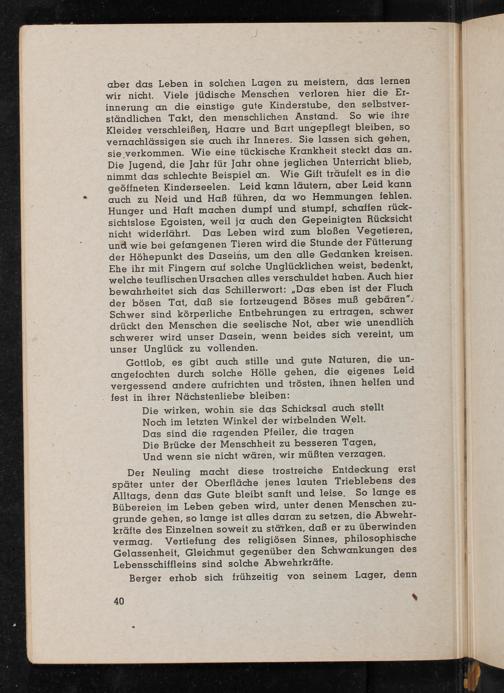 aber das Leben in solchen Lagen zu meistern, das lernen
wir nicht. Viele jüdische Menschen verloren hier die Er-
innerung an die einstige gute Kinderstube, den selbstver-
ständlichen Takt, den menschlichen Anstand. So wie ihre
Kleider verschleißen, Haare und Bart ungepflegt bleiben, so
vernachlässigen sie auch ihr Inneres. Sie lassen sich gehen,
sie verkommen. Wie eine tückische Krankheit steckt das an.
Die Jugend, die Jahr für Jahr ohne jeglichen Unterricht blieb,
nimmt das schlechte Beispiel an. Wie Gift träufelt es in die
geöffneten Kinderseelen. Leid kann läutern, aber Leid kann
auch zu Neid und Haß führen, da wo Hemmungen fehlen.
Hunger und Haft machen dumpf und stumpf, schaffen rück-
sichtslose Egoisten, weil ja auch den Gepeinigten Rücksicht
nicht widerfährt. Das Leben wird zum bloßen Vegetieren,
und wie bei gefangenen Tieren wird die Stunde der Fütterung
der Höhepunkt des Daseins, um den alle Gedanken kreisen.
Ehe ihr mit Fingern auf solche Unglücklichen weist, bedenkt,
welche teuflischen Ursachen alles verschuldet haben. Auch hier
bewahrheitet sich das Schillerwort: „Das eben ist der Fluch
der bösen Tat, daß sie fortzeugend Böses muß gebären“.
Schwer sind körperliche Entbehrungen zu ertragen, schwer
drückt den Menschen die seelische Not, aber wie unendlich
schwerer wird unser Dasein, wenn beides sich vereint, um
unser Unglück zu vollenden.
Gottlob, es gibt auch stille und gute Naturen, die un-
angefochten durch solche Hölle gehen, die eigenes Leid
vergessend andere aufrichten und trösten, ihnen helfen und
fest in ihrer Nächstenliebe bleiben:
Die wirken, wohin sie das Schicksal auch stellt
Noch im letzten Winkel der wirbelnden Welt.
Das sind die ragenden Pfeiler, die tragen
Die Brücke der Menschheit zu besseren Tagen,
Und wenn sie nicht wären, wir müßten verzagen.
Der Neuling macht diese trostreiche Entdeckung erst
später unter der Oberfläche jenes lauten Trieblebens des
Alltags, denn das Gute bleibt sanft und leise. So lange es
Bübereien im Leben geben wird, unter denen Menschen zu-
grunde gehen, so lange ist alles daran zu setzen, die Abwehr-
kräfte des Einzelnen soweit zu stärken, daß er zu überwinden
vermag. Vertiefung des religiösen Sinnes, philosophische
Gelassenheit, Gleichmut gegenüber den Schwankungen des
Lebensschiffleins sind solche Abwehrkräfte.
Berger erhob sich frühzeitig von seinem Lager, denn
40